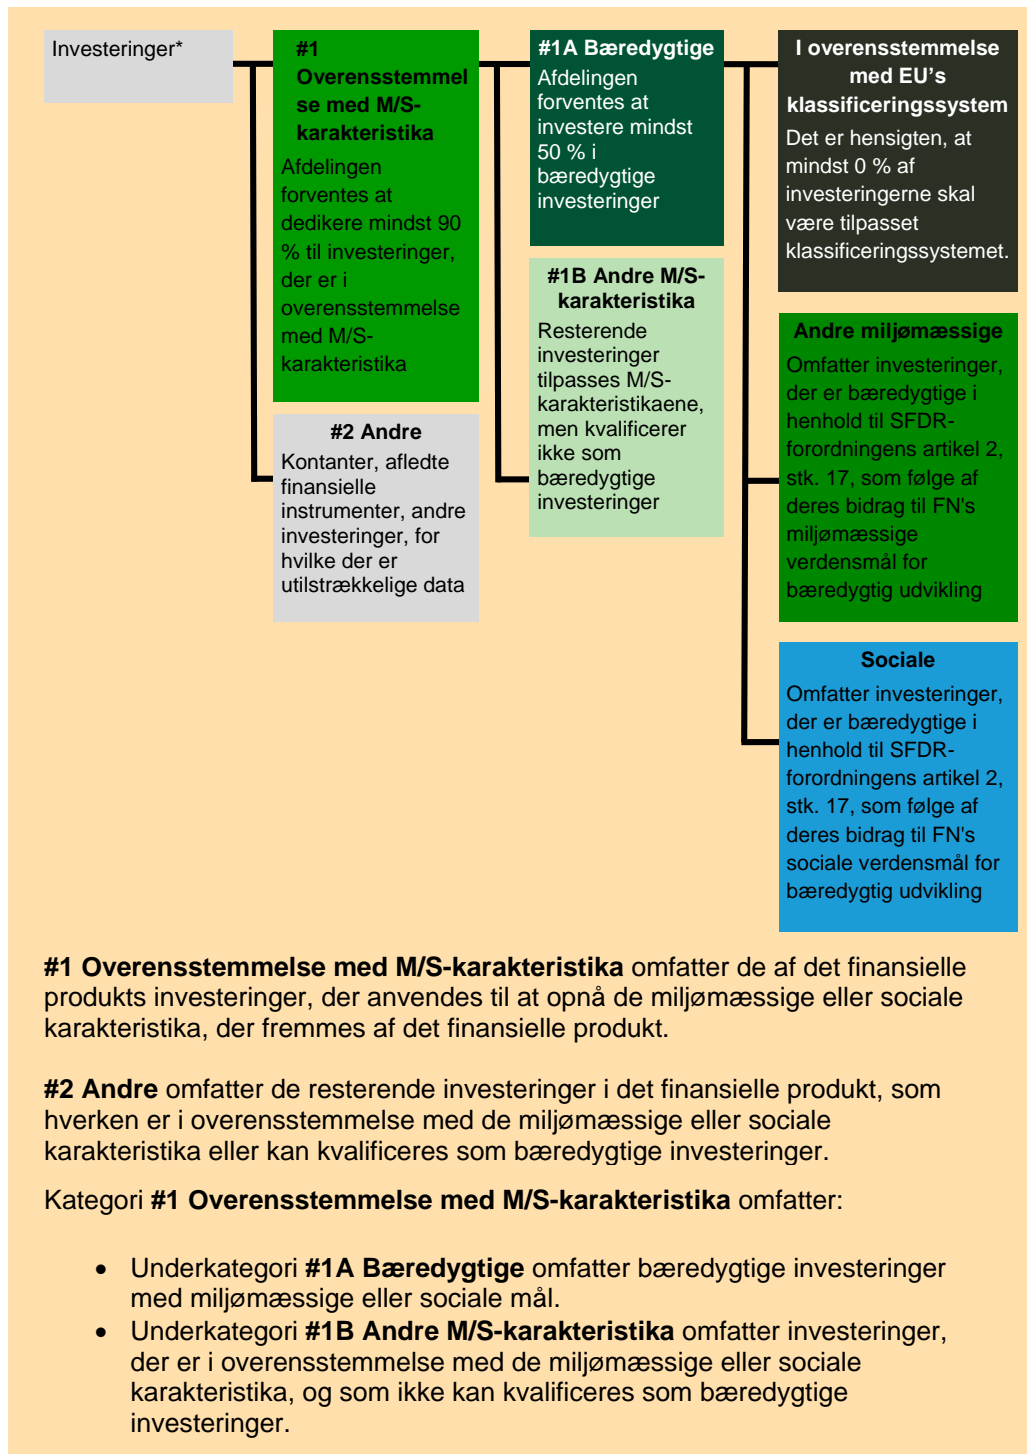 Investeringer*
#1
Overensstemmel
se med M/S-
karakteristika
Afdelingen
forventes at
dedikere mindst 90
% til investeringer,
der er i
overensstemmelse
med M/S-
karakteristika
#2 Andre
Kontanter, afledte
finansielle
instrumenter, andre
investeringer, for
hvilke der er
utilstrækkelige data
#1A Bæredygtige
Afdelingen
forventes at
investere mindst
50 % i
bæredygtige
investeringer
#1B Andre M/S-
karakteristika
Resterende
investeringer
tilpasses M/S-
karakteristikaene,
men kvalificerer
ikke som
bæredygtige
investeringer
I overensstemmelse
med EU’s
klassificeringssystem
Det er hensigten, at
mindst 0 % af
investeringerne skal
være tilpasset
klassificeringssystemet.
Andre miljømæssige
Omfatter investeringer,
der er bæredygtige i
henhold til SFDR-
forordningens artikel 2,
stk. 17, som følge af
deres bidrag til FN's
miljømæssige
verdensmål for
bæredygtig udvikling
Sociale
Omfatter investeringer,
der er bæredygtige i
henhold til SFDR-
forordningens artikel 2,
stk. 17, som følge af
deres bidrag til FN's
sociale verdensmål for
bæredygtig udvikling
#1 Overensstemmelse med M/S-karakteristika omfatter de af det finansielle
produkts investeringer, der anvendes til at opnå de miljømæssige eller sociale
karakteristika, der fremmes af det finansielle produkt.
#2 Andre omfatter de resterende investeringer i det finansielle produkt, som
hverken er i overensstemmelse med de miljømæssige eller sociale
karakteristika eller kan kvalificeres som bæredygtige investeringer.
Kategori #1 Overensstemmelse med M/S-karakteristika omfatter:
• Underkategori #1A Bæredygtige omfatter bæredygtige investeringer
med miljømæssige eller sociale mål.
• Underkategori #1B Andre M/S-karakteristika omfatter investeringer,
der er i overensstemmelse med de miljømæssige eller sociale
karakteristika, og som ikke kan kvalificeres som bæredygtige
investeringer.